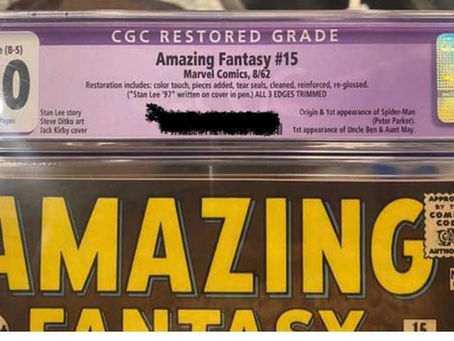 CGC RESTORED GRADE
(B-5)
Amazing Fantasy #15
Marvel Comics, 8/62
Restoration includes: color touch, pieces added, tear seals, cleaned, reinforced, re-glossed.
("Stan Lee '97" written on cover in pen.) ALL 3 EDGES TRIMMED
0
Pages
Stan Lee story
Steve Ditko art
Jack Kirby cover
Origin & 1st appearance of Spider-Man
(Peter Parker).
1st appearance of Uncle Ben & Aunt May.
AMAZING
FANTASY
15